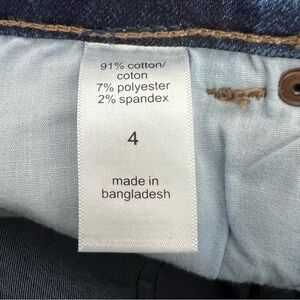 91% cotton/
coton
7% polyester
2% spandex
4
made in
bangladesh